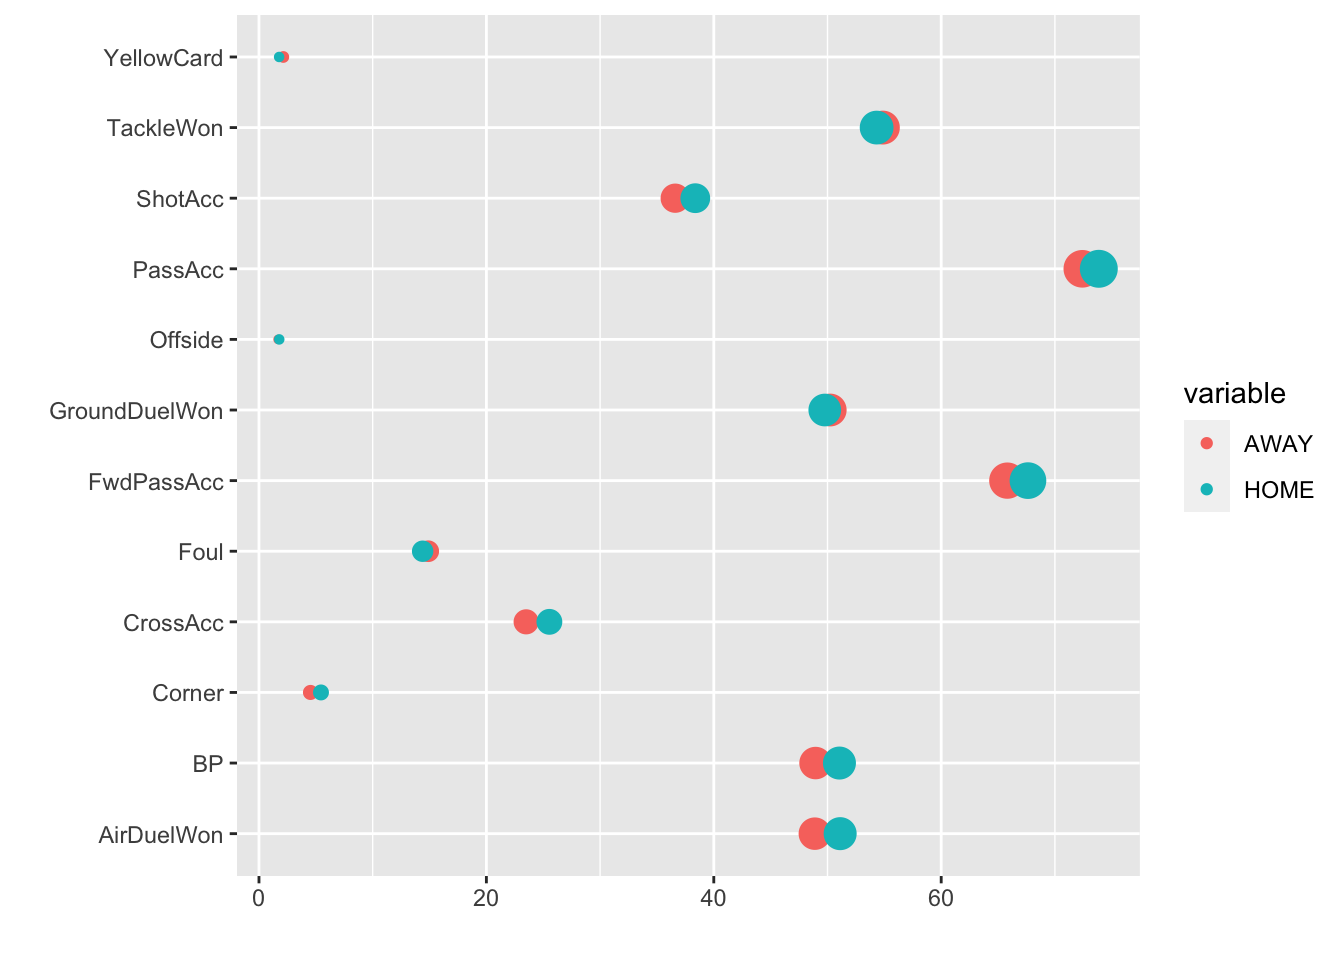 YellowCard
TackleWon
ShotAcc
PassAcc
Offside
GroundDuelWon
FwdPassAcc
Foul
CrossAcc
Corner
BP
AirDuelWon
0 20 40 60
variable
AWAY
HOME